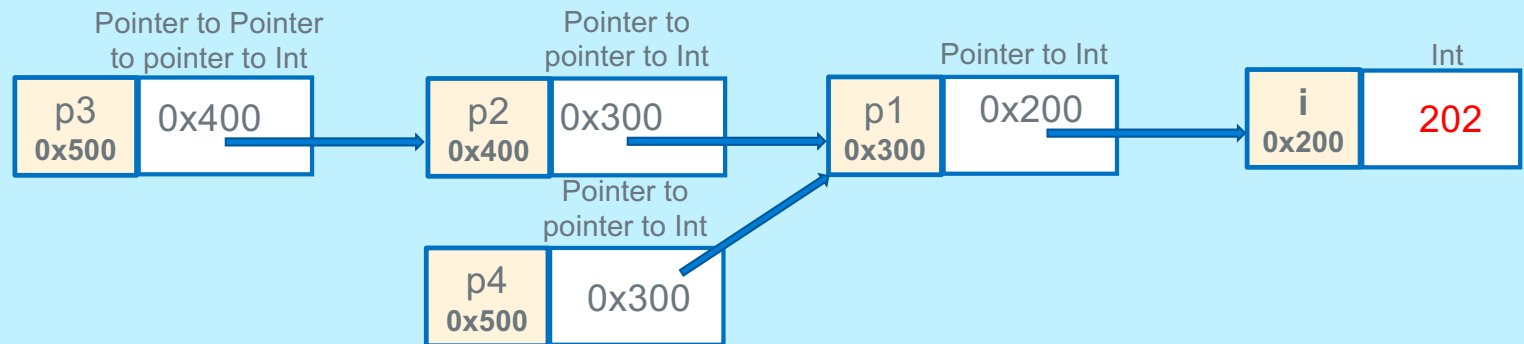 Pointer to Pointer
to pointer to Int
p3
0x500
0x400
Pointer to
pointer to Int
p2
0x400
0x300
Pointer to Int
p1
0x300
0x200
Int
i
0x200
202
Pointer to
pointer to Int
p4
0x500
0x300